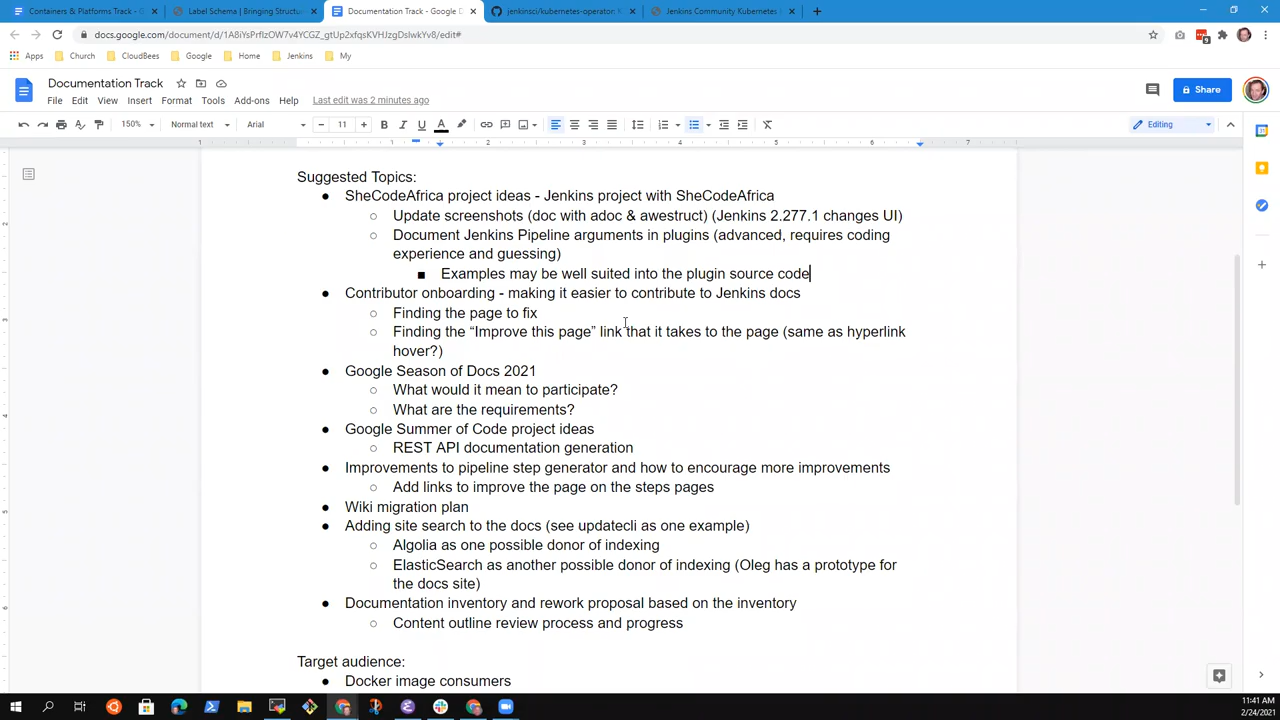 Containers & Platforms Track - G
Label Schema | Bringing Structur
Documentation Track - Google D
jenkinsci/kubernetes-operator: K
Jenkins Community Kubernetes
docs.google.com/document/d/1A8iYsPrfIzOW7v4YCGZ_gtUp2xfqsKVHJzgDslwkYv8/edit#
Apps Church CloudBees Google Home Jenkins My
Documentation Track
File Edit View Insert Format Tools Add-ons Help Last edit was 2 minutes ago
Share
150% Normal text Arial 11 Editing
1 1 2 3 4 5 6 7
Suggested Topics:
● SheCodeAfrica project ideas - Jenkins project with SheCodeAfrica
○ Update screenshots (doc with adoc & awestruct) (Jenkins 2.277.1 changes UI)
○ Document Jenkins Pipeline arguments in plugins (advanced, requires coding
experience and guessing)
■ Examples may be well suited into the plugin source code
● Contributor onboarding - making it easier to contribute to Jenkins docs
○ Finding the page to fix
○ Finding the “Improve this page” link that it takes to the page (same as hyperlink
hover?)
● Google Season of Docs 2021
○ What would it mean to participate?
○ What are the requirements?
● Google Summer of Code project ideas
○ REST API documentation generation
● Improvements to pipeline step generator and how to encourage more improvements
○ Add links to improve the page on the steps pages
● Wiki migration plan
● Adding site search to the docs (see updatecli as one example)
○ Algolia as one possible donor of indexing
○ ElasticSearch as another possible donor of indexing (Oleg has a prototype for
the docs site)
● Documentation inventory and rework proposal based on the inventory
○ Content outline review process and progress
Target audience:
● Docker image consumers
11:41 AM
2/24/2021